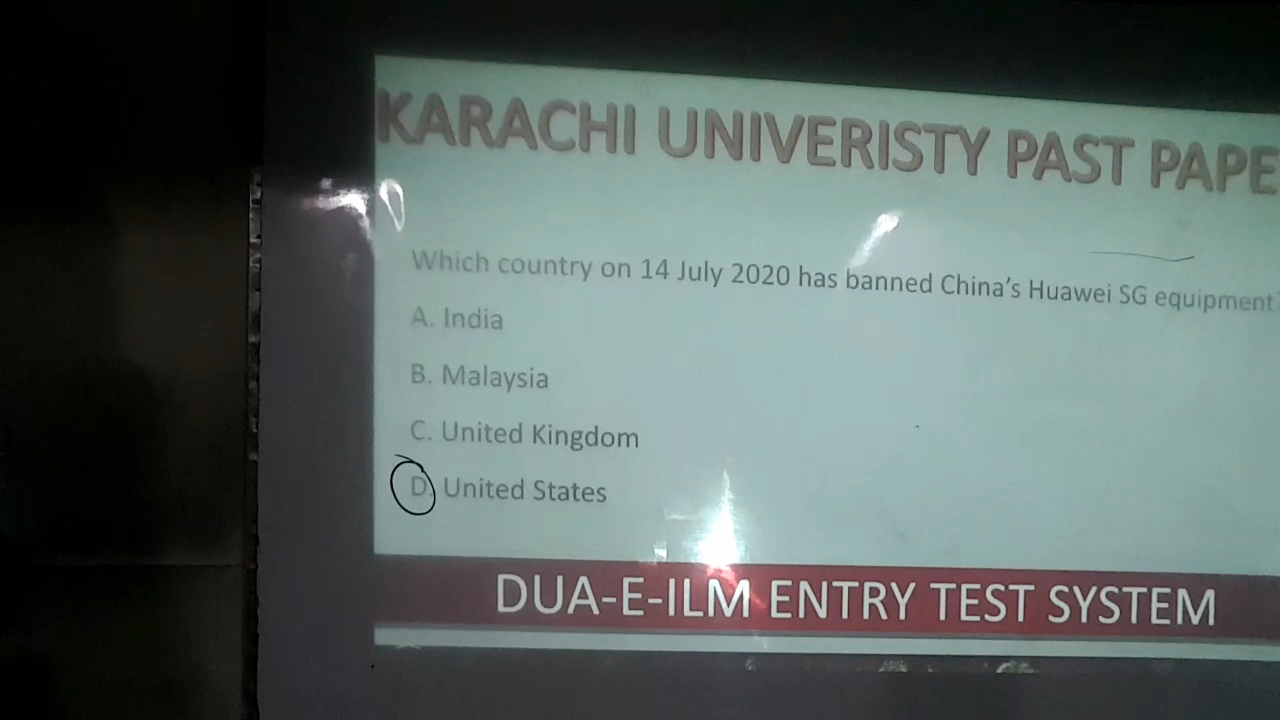 KARACHI UNIVERISTY PAST PAPE
Which country on 14 July 2020 has banned China's Huawei SG equipment
A. India
B. Malaysia
C. United Kingdom
D. United States
DUA-E-ILM ENTRY TEST SYSTEM